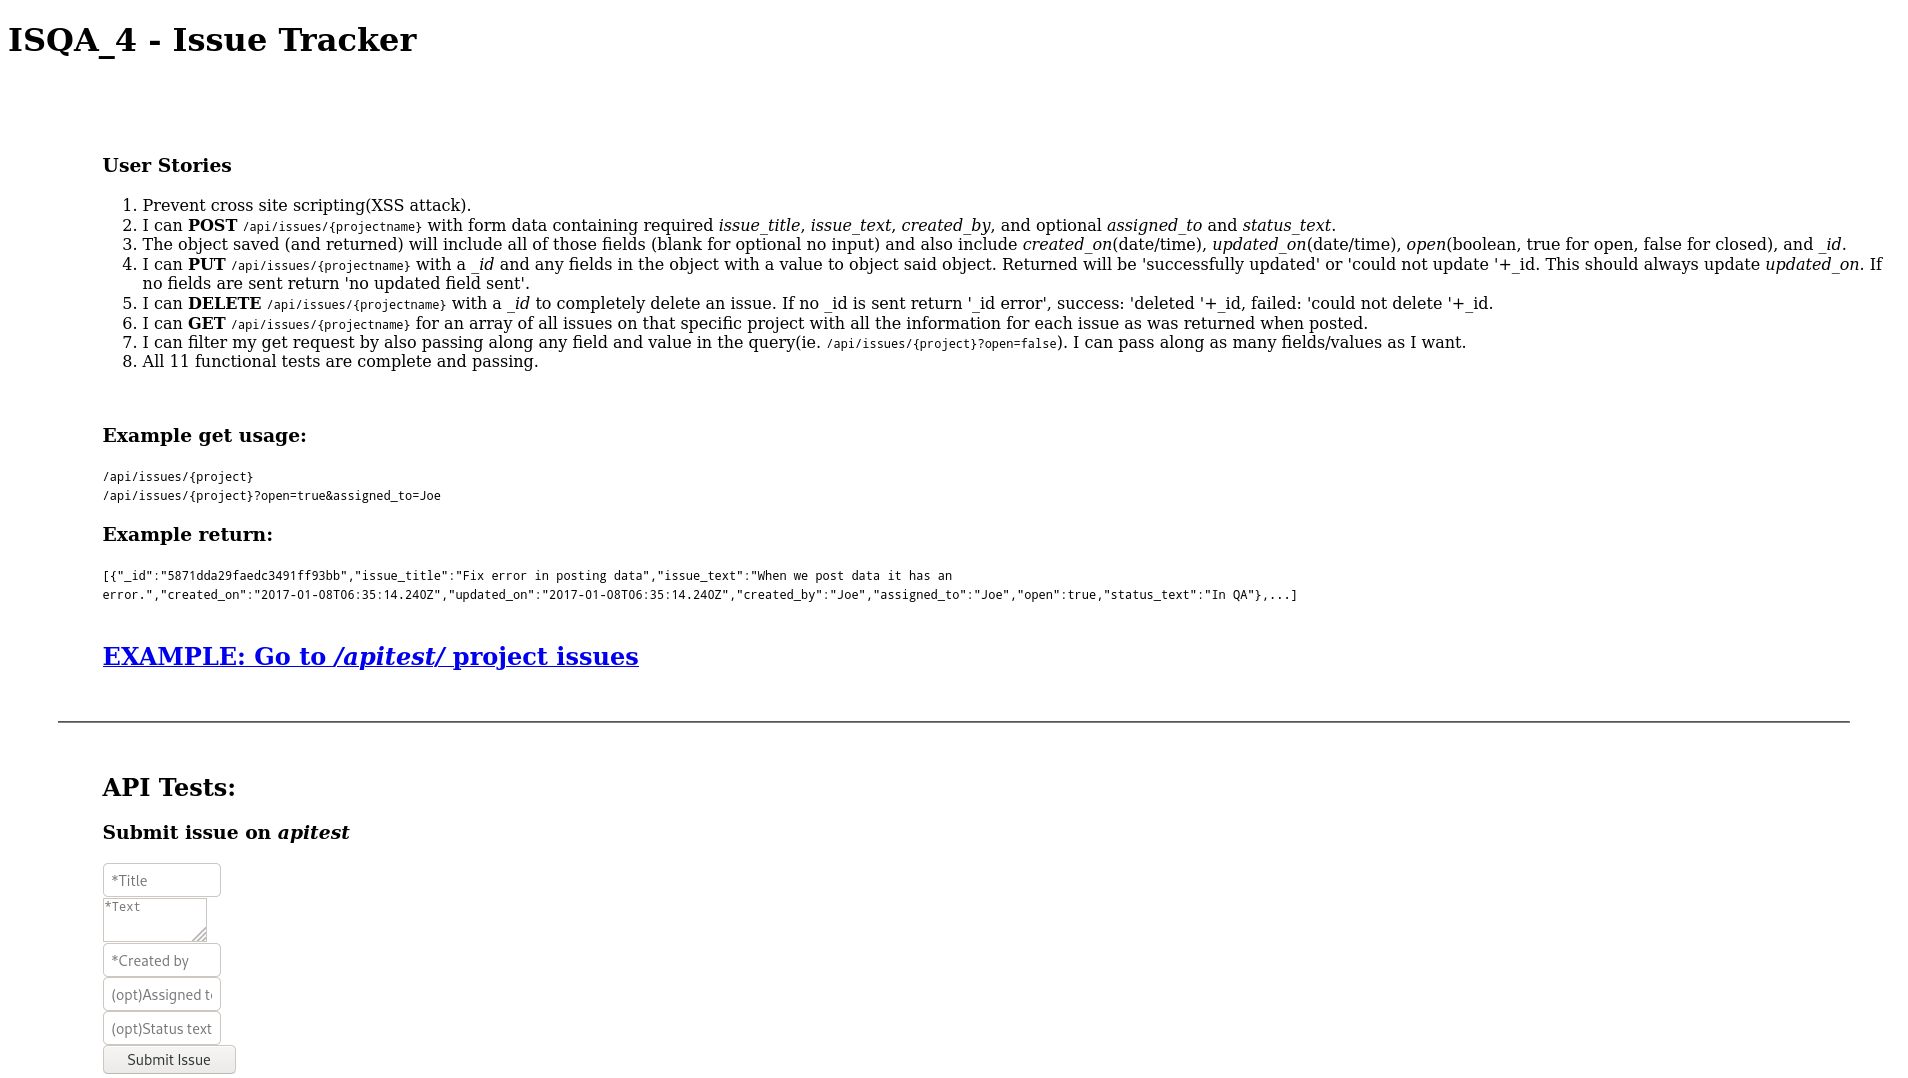 ISQA_4 - Issue Tracker
User Stories
1. Prevent cross site scripting(XSS attack).
2. I can POST /api/issues/{projectname} with form data containing required issue_title, issue_text, created_by, and optional assigned_to and status_text.
3. The object saved (and returned) will include all of those fields (blank for optional no input) and also include created_on(date/time), updated_on(date/time), open(boolean, true for open, false for closed), and _id.
4. I can PUT /api/issues/{projectname} with a _id and any fields in the object with a value to object said object. Returned will be 'successfully updated' or 'could not update '+_id. This should always update updated_on. If
no fields are sent return 'no updated field sent'.
5. I can DELETE /api/issues/{projectname} with a _id to completely delete an issue. If no _id is sent return '_id error', success: 'deleted '+_id, failed: 'could not delete '+_id.
6. I can GET /api/issues/{projectname} for an array of all issues on that specific project with all the information for each issue as was returned when posted.
7. I can filter my get request by also passing along any field and value in the query(ie. /api/issues/{project}?open=false). I can pass along as many fields/values as I want.
8. All 11 functional tests are complete and passing.
Example get usage:
/api/issues/{project}
/api/issues/{project}?open=true&assigned_to=Joe
Example return:
[{"_id":"5871dda29faedc3491ff93bb","issue_title":"Fix error in posting data","issue_text":"When we post data it has an
error.","created_on":"2017-01-08T06:35:14.240Z","updated_on":"2017-01-08T06:35:14.240Z","created_by":"Joe","assigned_to":"Joe","open":true,"status_text":"In QA"},...]
EXAMPLE: Go to /apitest/ project issues
API Tests:
Submit issue on apitest
*Title
*Text
*Created by
(opt)Assigned t
(opt)Status text
Submit Issue